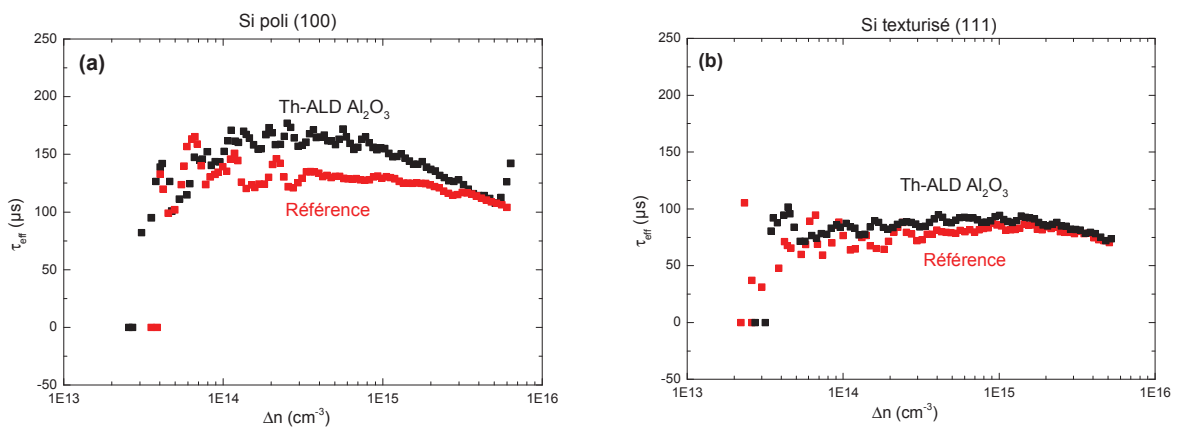 Si poli (100)
250
200
150
100
50
0
-50
τeff (µs)
(a)
Th-ALD Al2O3
Référence
1E13
1E14
1E15
1E16
Δn (cm-3)
Si texturisé (111)
250
200
150
100
50
0
-50
τeff (µs)
(b)
Th-ALD Al2O3
Référence
1E13
1E14
1E15
1E16
Δn (cm-3)